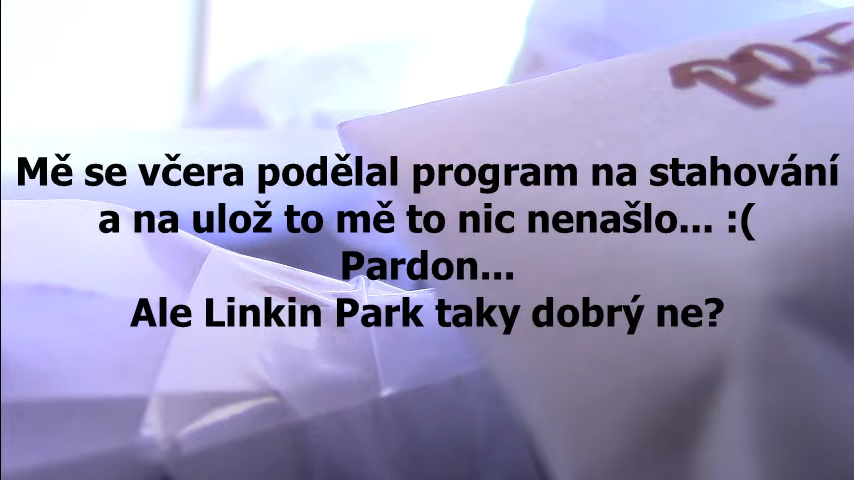 Mě se včera podělal program na stahování
a na ulož to mě to nic nenašlo... :(
Pardon...
Ale Linkin Park taky dobrý ne?